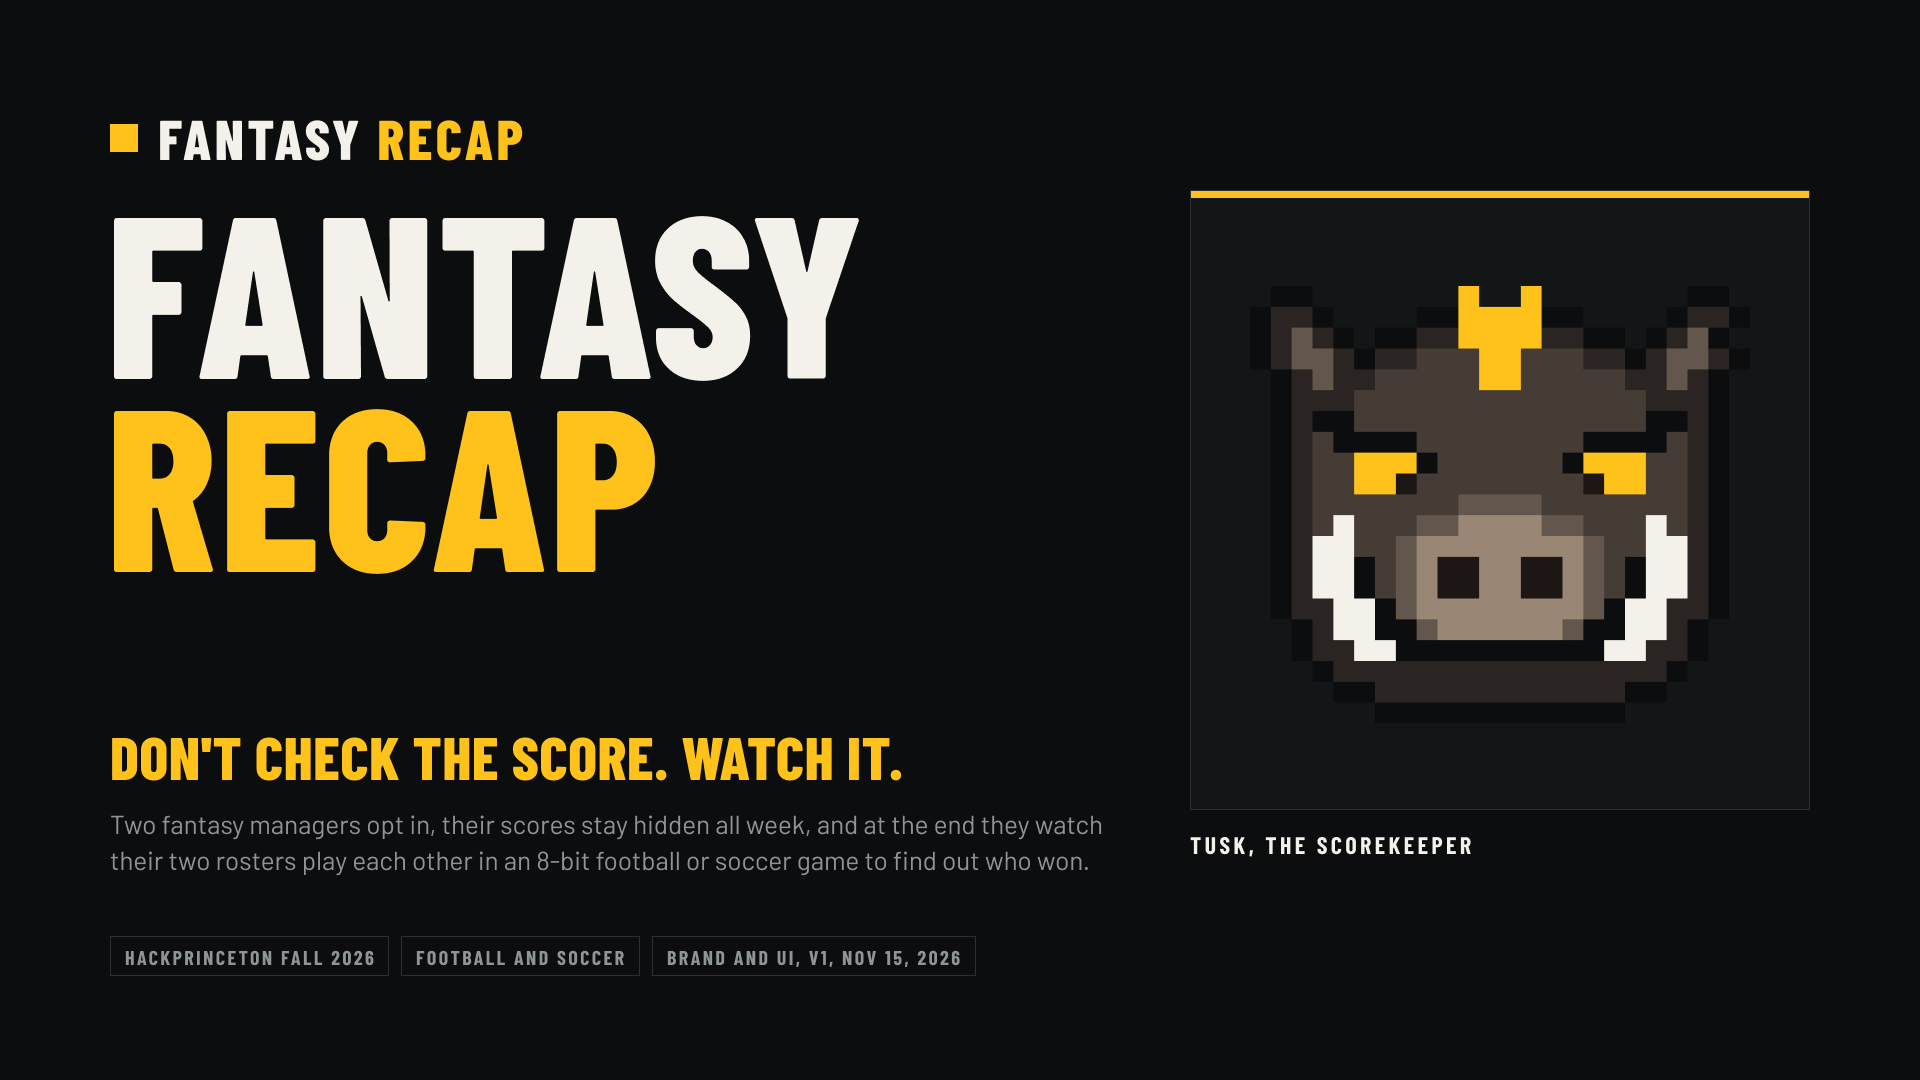 FANTASY RECAP
FANTASY
RECAP
DON'T CHECK THE SCORE. WATCH IT.
Two fantasy managers opt in, their scores stay hidden all week, and at the end they watch
their two rosters play each other in an 8-bit football or soccer game to find out who won.
HACKPRINCETON FALL 2026
FOOTBALL AND SOCCER
BRAND AND UI, V1, NOV 15, 2026
TUSK, THE SCOREKEEPER